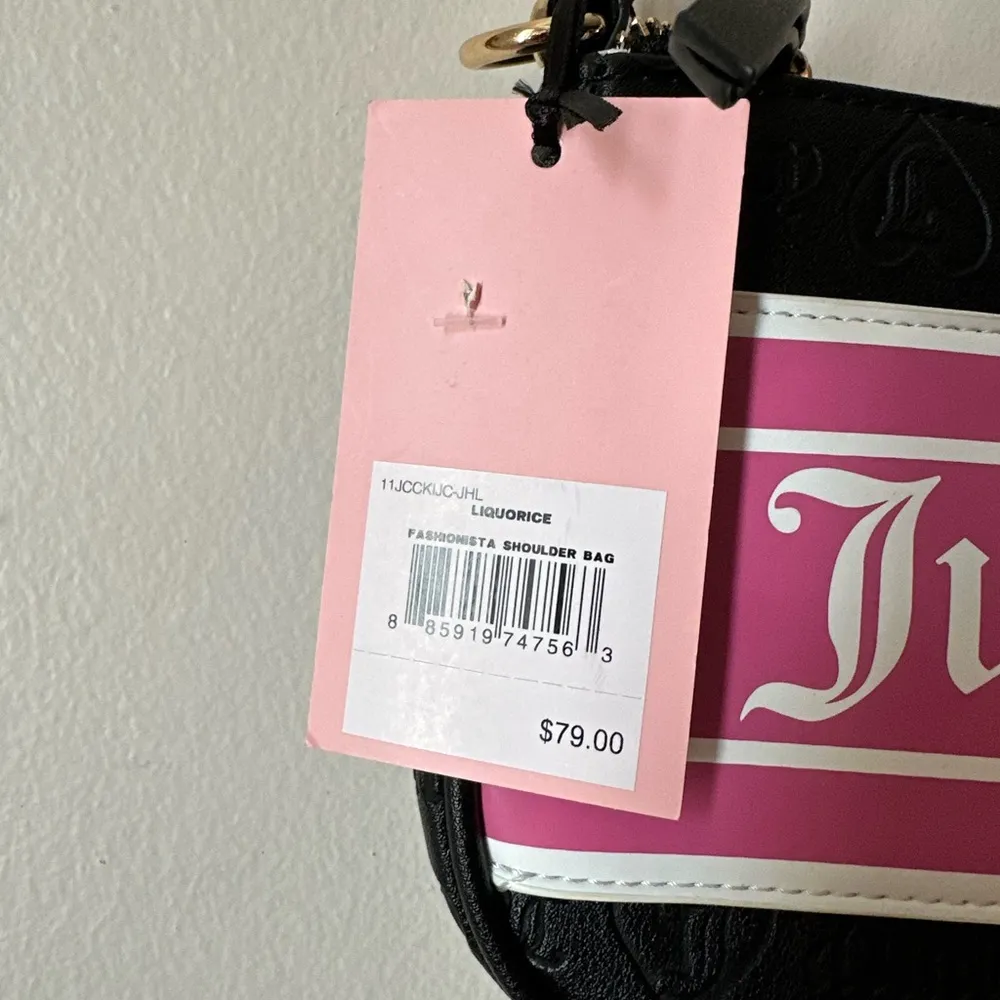 11JCCKIJC-JHL
LIQUORICE
FASHIONISTA SHOULDER BAG
8 85919 74756 3
$79.00
Ju